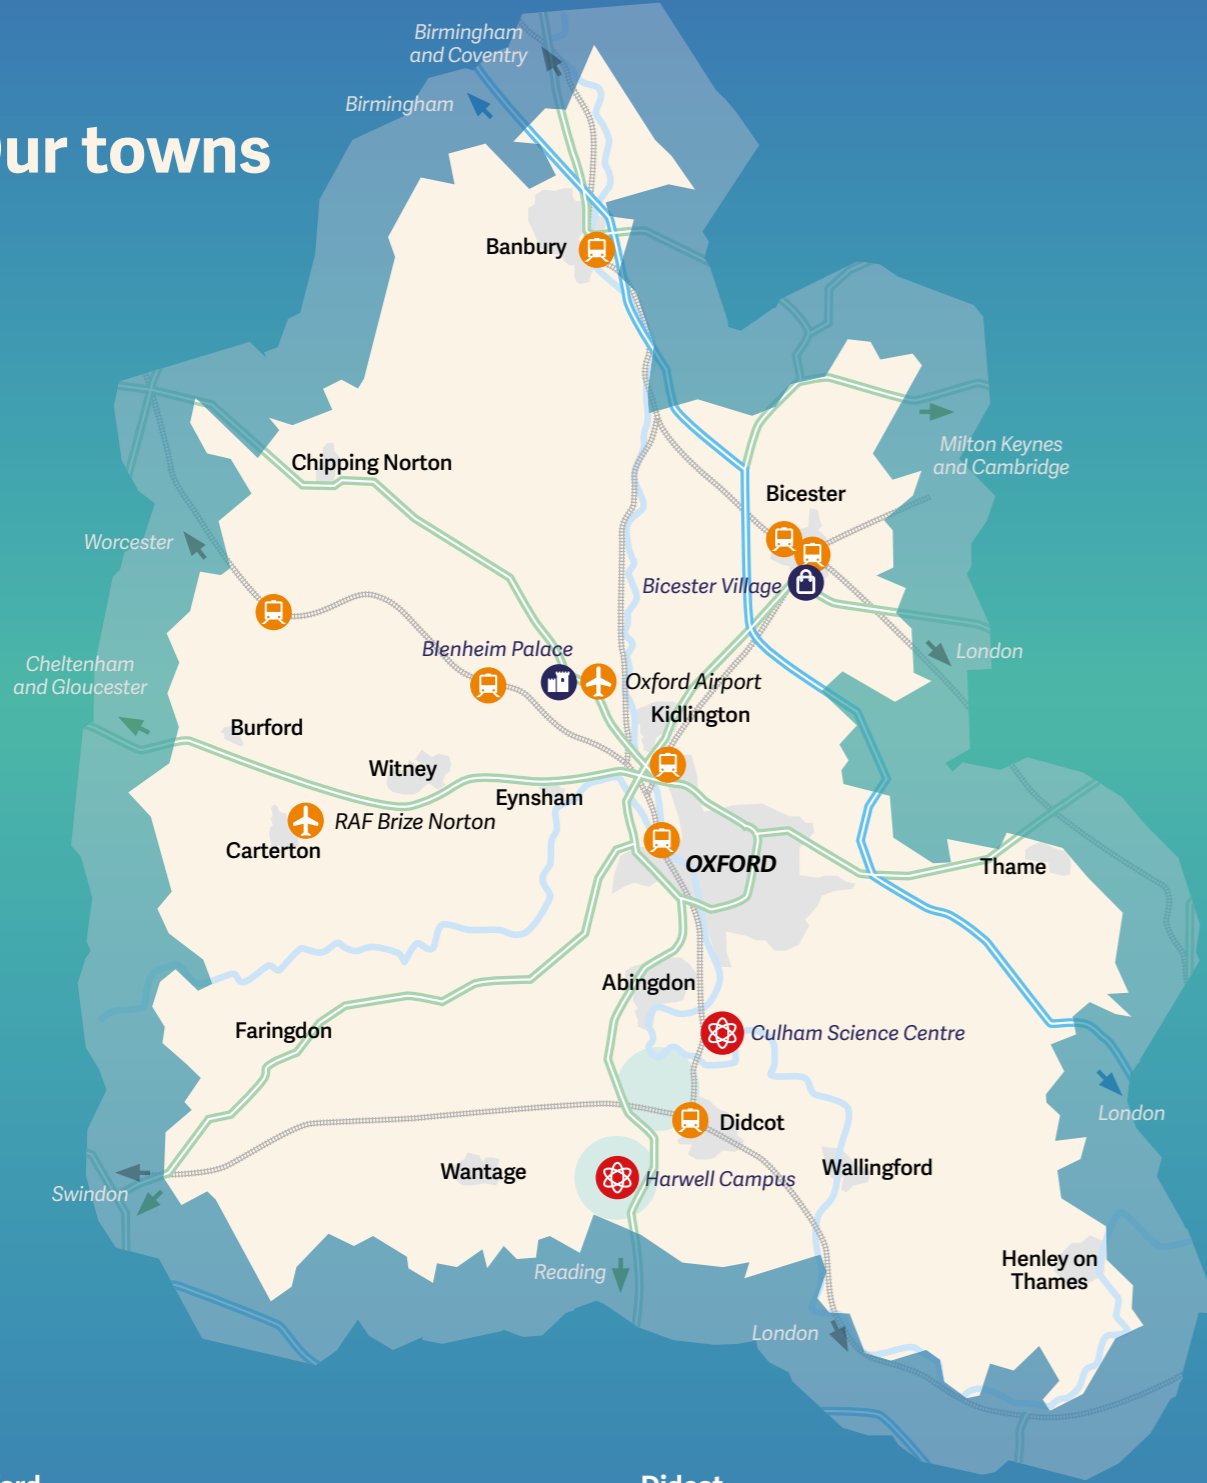 Birmingham
and Coventry
Birmingham
ur towns
Banbury
Milton Keynes
and Cambridge
Chipping Norton
Bicester
Worcester
Bicester Village
Blenheim Palace
London
Cheltenham
and Gloucester
Oxford Airport
Kidlington
Burford
Witney
Eynsham
RAF Brize Norton
Carterton
OXFORD
Thame
Abingdon
Faringdon
Culham Science Centre
London
Didcot
Wantage
Harwell Campus
Wallingford
Swindon
Reading
Henley on
Thames
London